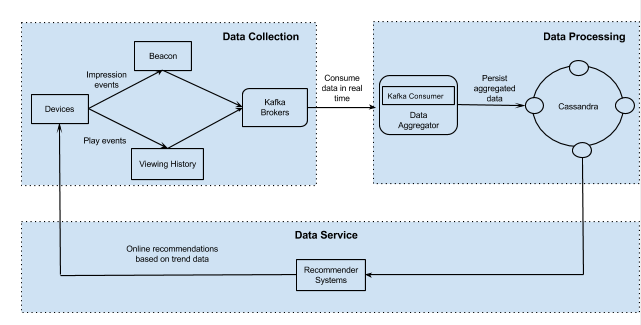 Data Collection
Beacon
Impression
events
Devices
Play events
Viewing History
Kafka
Brokers
Consume
data in real
time
Data Processing
Kafka Consumer
Data
Aggregator
Persist
aggregated
data
Cassandra
Data Service
Online recommendations
based on trend data
Recommender
Systems